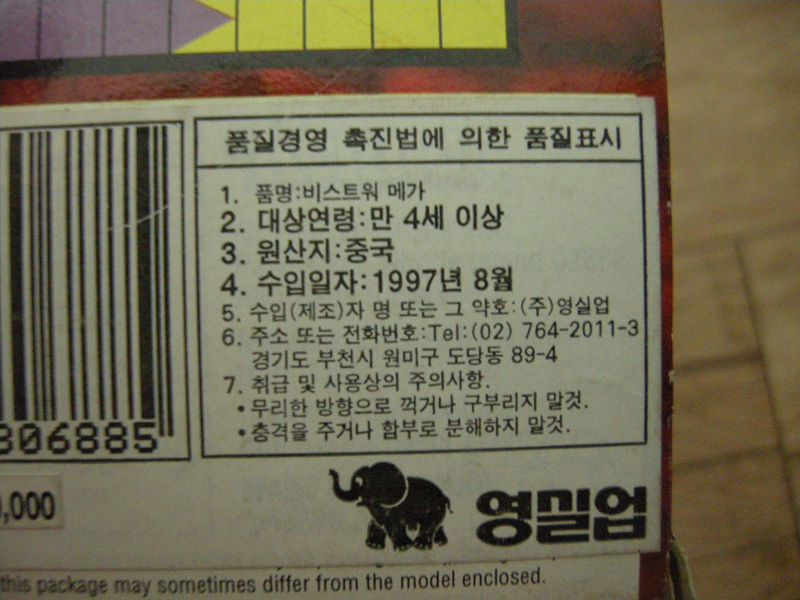 품질경영 촉진법에 의한 품질표시
1. 품명:비스트워 메가
2. 대상연령:만 4세 이상
3. 원산지:중국
4. 수입일자:1997년 8월
5. 수입(제조)자 명 또는 그 약호:(주)영실업
6. 주소 또는 전화번호:Tel:(02) 764-2011-3
경기도 부천시 원미구 도당동 89-4
7. 취급 및 사용상의 주의사항.
•무리한 방향으로 꺽거나 구부리지 말것.
•충격을 주거나 함부로 분해하지 말것.
306885
,000
영실업
this package may sometimes differ from the model enclosed.